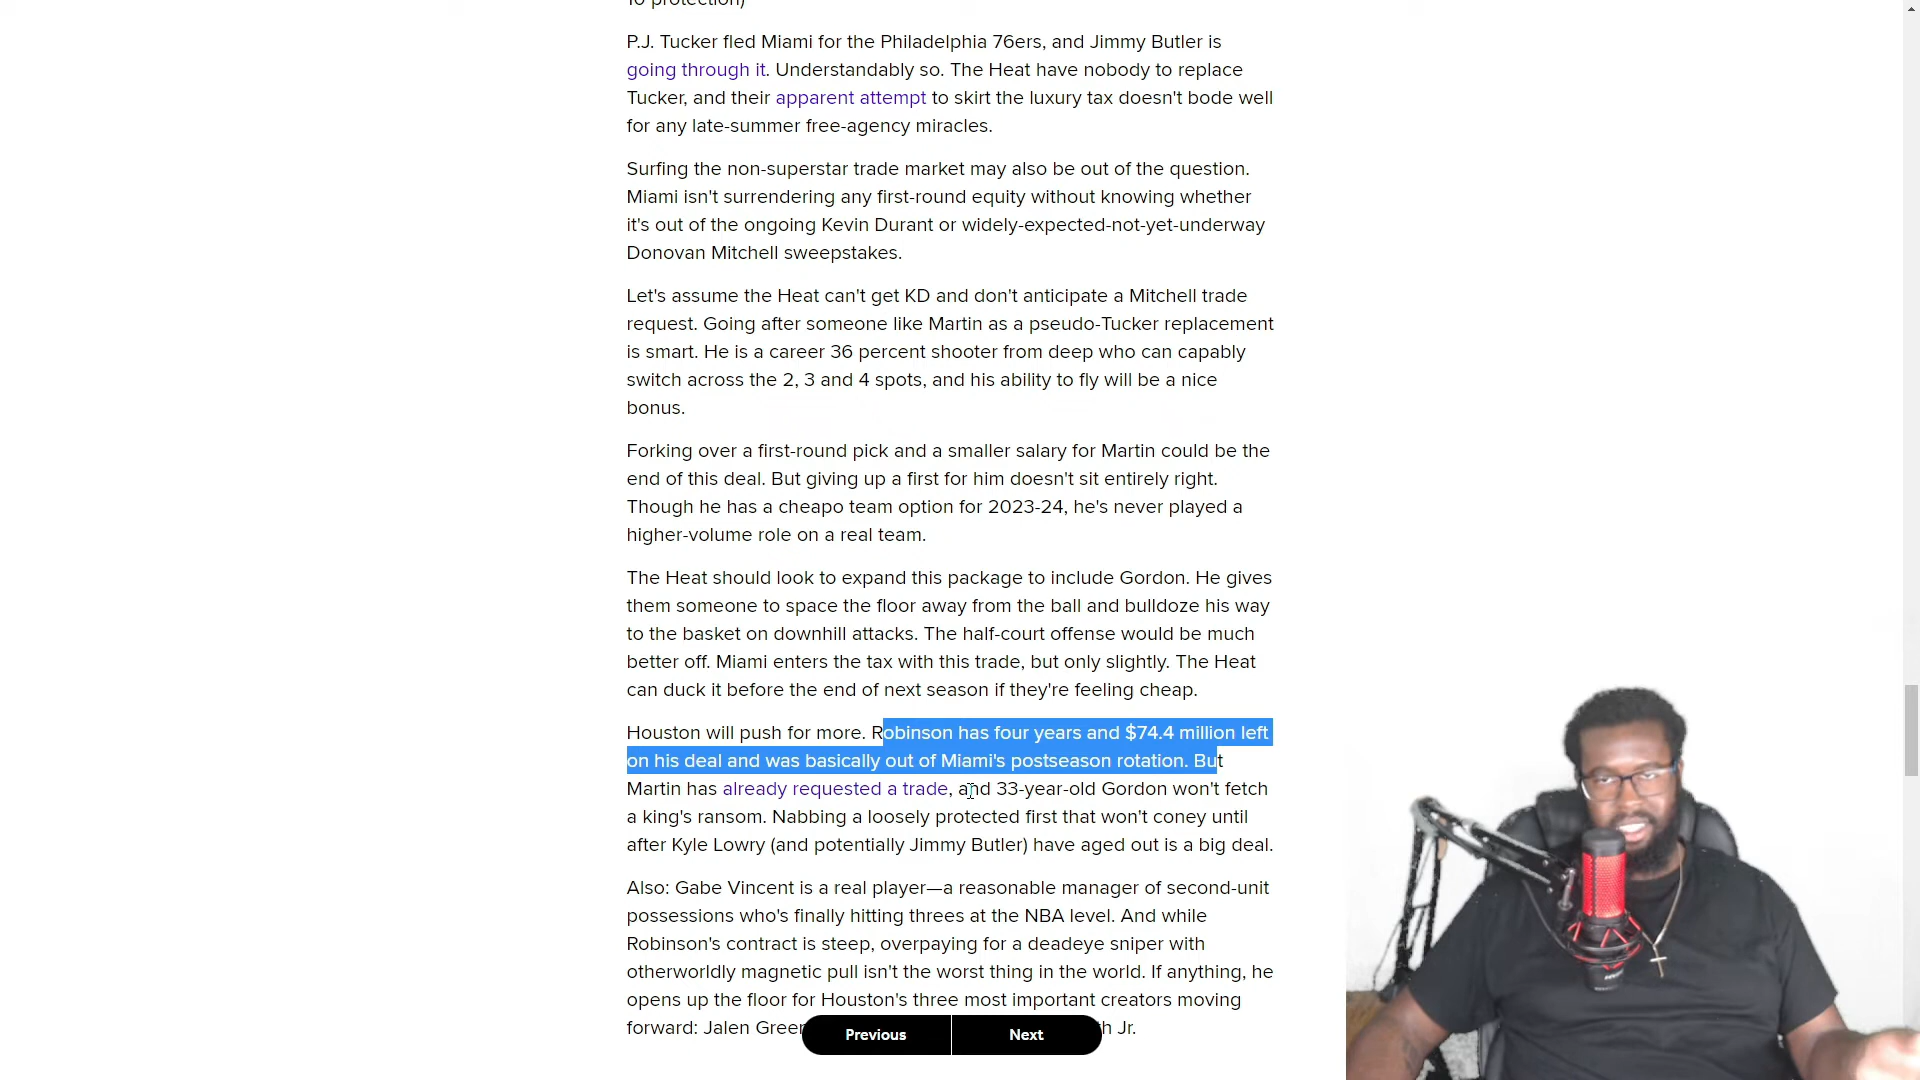 P.J. Tucker fled Miami for the Philadelphia 76ers, and Jimmy Butler is
going through it. Understandably so. The Heat have nobody to replace
Tucker, and their apparent attempt to skirt the luxury tax doesn't bode well
for any late-summer free-agency miracles.
Surfing the non-superstar trade market may also be out of the question.
Miami isn't surrendering any first-round equity without knowing whether
it's out of the ongoing Kevin Durant or widely-expected-not-yet-underway
Donovan Mitchell sweepstakes.
Let's assume the Heat can't get KD and don't anticipate a Mitchell trade
request. Going after someone like Martin as a pseudo-Tucker replacement
is smart. He is a career 36 percent shooter from deep who can capably
switch across the 2, 3 and 4 spots, and his ability to fly will be a nice
bonus.
Forking over a first-round pick and a smaller salary for Martin could be the
end of this deal. But giving up a first for him doesn't sit entirely right.
Though he has a cheapo team option for 2023-24, he's never played a
higher-volume role on a real team.
The Heat should look to expand this package to include Gordon. He gives
them someone to space the floor away from the ball and bulldoze his way
to the basket on downhill attacks. The half-court offense would be much
better off. Miami enters the tax with this trade, but only slightly. The Heat
can duck it before the end of next season if they're feeling cheap.
Houston will push for more. Robinson has four years and $74.4 million left
on his deal and was basically out of Miami's postseason rotation. But
Martin has already requested a trade, and 33-year-old Gordon won't fetch
a king's ransom. Nabbing a loosely protected first that won't coney until
after Kyle Lowry (and potentially Jimmy Butler) have aged out is a big deal.
Also: Gabe Vincent is a real player—a reasonable manager of second-unit
possessions who's finally hitting threes at the NBA level. And while
Robinson's contract is steep, overpaying for a deadeye sniper with
otherworldly magnetic pull isn't the worst thing in the world. If anything, he
opens up the floor for Houston's three most important creators moving
forward: Jalen Green Jr.
Previous Next